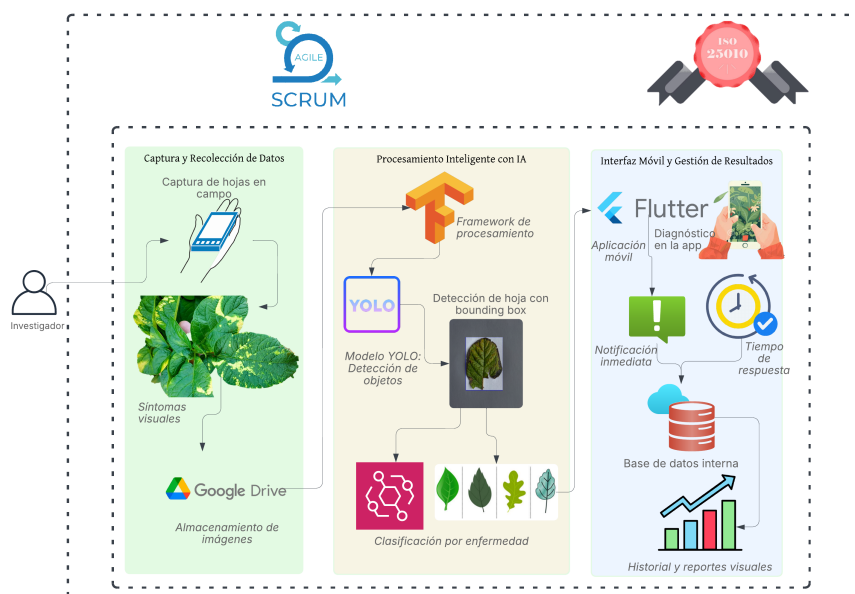 AGILE
SCRUM
ISO
25010
Captura y Recolección de Datos
Captura de hojas en
campo
Investigador
Síntomas
visuales
Google Drive
Almacenamiento de
imágenes
Procesamiento Inteligente con IA
Framework de
procesamiento
YOLO
Modelo YOLO:
Detección de
objetos
Detección de hoja con
bounding box
Clasificación por enfermedad
Interfaz Móvil y Gestión de Resultados
Flutter
Aplicación
móvil
Diagnóstico
en la app
Notificación
inmediata
Tiempo
de
respuesta
Base de datos interna
Historial y reportes visuales